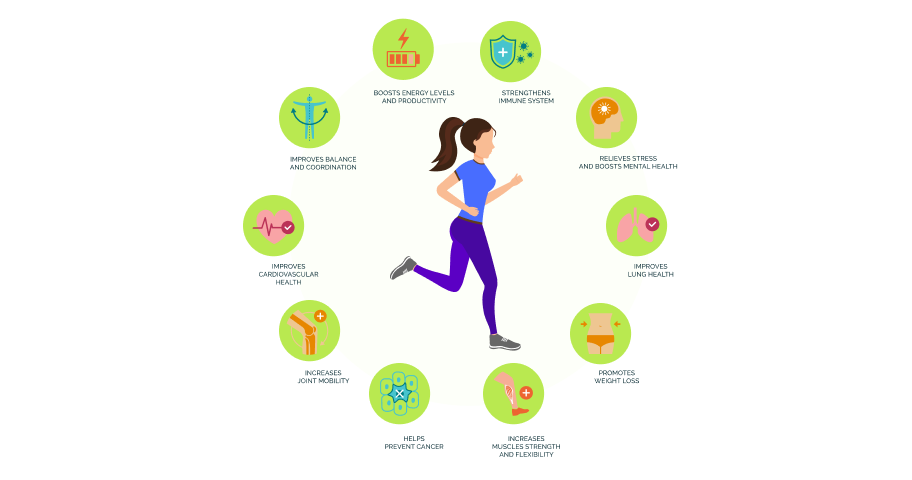 BOOSTS ENERGY LEVELS
AND PRODUCTIVITY
STRENGTHENS
IMMUNE SYSTEM
IMPROVES BALANCE
AND COORDINATION
RELIEVES STRESS
AND BOOSTS MENTAL HEALTH
IMPROVES
CARDIOVASCULAR
HEALTH
IMPROVES
LUNG HEALTH
INCREASES
JOINT MOBILITY
PROMOTES
WEIGHT LOSS
HELPS
PREVENT CANCER
INCREASES
MUSCLES STRENGTH
AND FLEXIBILITY